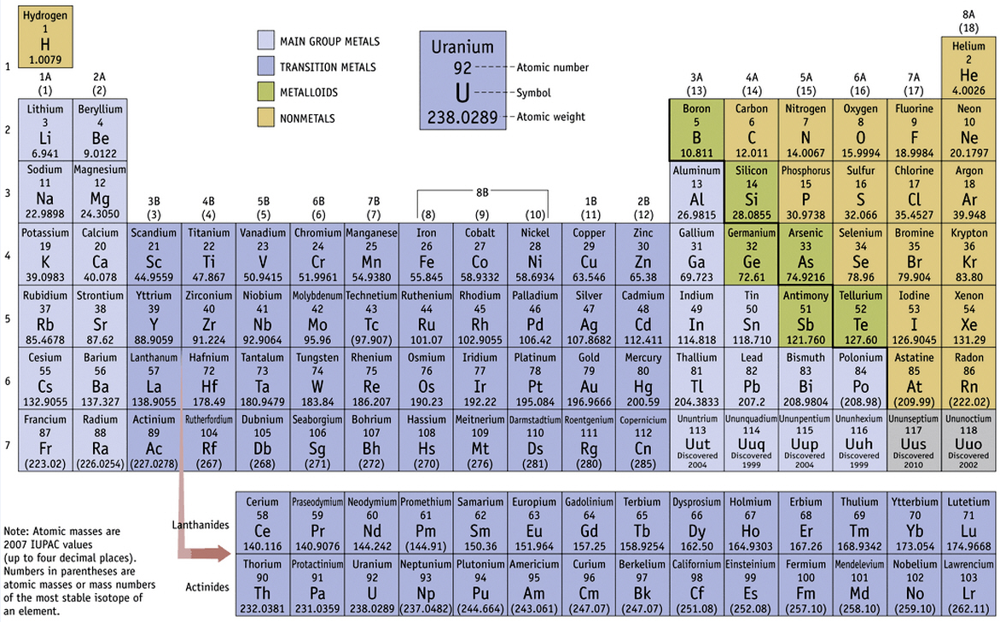 Hydrogen
1
H
1.0079
8A
(18)
MAIN GROUP METALS
TRANSITION METALS
METALLOIDS
NONMETALS
Uranium
92
U
238.0289
Atomic number
Symbol
Atomic weight
Helium
2
He
4.0026
1
1A 2A 3A 4A 5A 6A 7A
(1) (2) (13) (14) (15) (16) (17)
Lithium Beryllium Boron Carbon Nitrogen Oxygen Fluorine Neon
3 4 5 6 7 8 9 10
2
Li Be B C N O F Ne
6.941 9.0122 10.811 12.011 14.0067 15.9994 18.9984 20.1797
Sodium Magnesium Aluminum Silicon Phosphorus Sulfur Chlorine Argon
11 12 13 14 15 16 17 18
3
Na Mg Al Si P S Cl Ar
22.9898 24.3050 26.9815 28.0855 30.9738 32.066 35.4527 39.948
8B
3B 4B 5B 6B 7B 1B 2B
(3) (4) (5) (6) (7) (8) (9) (10) (11) (12)
Potassium Calcium Scandium Titanium Vanadium Chromium Manganese Iron Cobalt Nickel Copper Zinc Gallium Germanium Arsenic Selenium Bromine Krypton
19 20 21 22 23 24 25 26 27 28 29 30 31 32 33 34 35 36
4
K Ca Sc Ti V Cr Mn Fe Co Ni Cu Zn Ga Ge As Se Br Kr
39.0983 40.078 44.9559 47.867 50.9415 51.9961 54.9380 55.845 58.9332 58.6934 63.546 65.38 69.723 72.61 74.9216 78.96 79.904 83.80
Rubidium Strontium Yttrium Zirconium Niobium Molybdenum Technetium Ruthenium Rhodium Palladium Silver Cadmium Indium Tin Antimony Tellurium Iodine Xenon
37 38 39 40 41 42 43 44 45 46 47 48 49 50 51 52 53 54
5
Rb Sr Y Zr Nb Mo Tc Ru Rh Pd Ag Cd In Sn Sb Te I Xe
85.4678 87.62 88.9059 91.224 92.9064 95.96 (97.907) 101.07 102.9055 106.42 107.8682 112.411 114.818 118.710 121.760 127.60 126.9045 131.29
Cesium Barium Lanthanum Hafnium Tantalum Tungsten Rhenium Osmium Iridium Platinum Gold Mercury Thallium Lead Bismuth Polonium Astatine Radon
55 56 57 72 73 74 75 76 77 78 79 80 81 82 83 84 85 86
6
Cs Ba La Hf Ta W Re Os Ir Pt Au Hg Tl Pb Bi Po At Rn
132.9055 137.327 138.9055 178.49 180.9479 183.84 186.207 190.23 192.22 195.084 196.9666 200.59 204.3833 207.2 208.9804 (208.98) (209.99) (222.02)
Francium Radium Actinium Rutherfordium Dubnium Seaborgium Bohrium Hassium Meitnerium Darmstadtium Roentgenium Copernicium Ununtrium Ununquadium Ununpentium Ununhexium Ununseptium Ununoctium
87 88 89 104 105 106 107 108 109 110 111 112 113 114 115 116 117 118
7
Fr Ra Ac Rf Db Sg Bh Hs Mt Ds Rg Cn Uut Uuq Uup Uuh Uus Uuo
(223.02) (226.0254) (227.0278) (267) (268) (271) (272) (270) (276) (281) (280) (285) Discovered Discovered Discovered Discovered Discovered Discovered
2004 1999 2004 1999 2010 2002
Cerium Praseodymium Neodymium Promethium Samarium Europium Gadolinium Terbium Dysprosium Holmium Erbium Thulium Ytterbium Lutetium
58 59 60 61 62 63 64 65 66 67 68 69 70 71
Lanthanides
Ce Pr Nd Pm Sm Eu Gd Tb Dy Ho Er Tm Yb Lu
140.116 140.9076 144.242 (144.91) 150.36 151.964 157.25 158.9254 162.50 164.9303 167.26 168.9342 173.054 174.9668
Thorium Protactinium Uranium Neptunium Plutonium Americium Curium Berkelium Californium Einsteinium Fermium Mendelevium Nobelium Lawrencium
90 91 92 93 94 95 96 97 98 99 100 101 102 103
Actinides
Th Pa U Np Pu Am Cm Bk Cf Es Fm Md No Lr
232.0381 231.0359 238.0289 (237.0482) (244.664) (243.061) (247.07) (247.07) (251.08) (252.08) (257.10) (258.10) (259.10) (262.11)
Note: Atomic masses are
2007 IUPAC values
(up to four decimal places).
Numbers in parentheses are
atomic masses or mass numbers
of the most stable isotope of
an element.